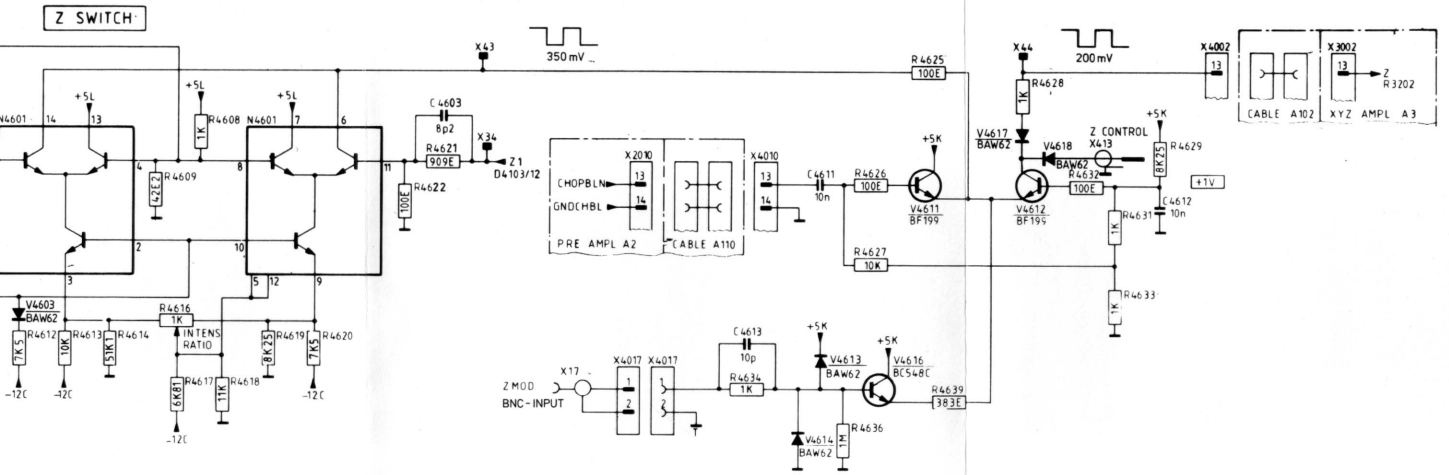 Z SWITCH
X43
350 mV
X44
200 mV
X4002
X3002
13
13
Z
R3202
CABLE A102
XYZ AMPL A3
R4625
100E
R4628
1K
+5L
+5L
+5K
+5K
N4601
14
13
R4608
1K
N4601
7
6
C4603
8p2
R4621
909E
X34
Z1
D4103/12
4
8
11
R4609
42E2
R4622
100E
2
10
3
5
12
9
X2010
13
14
CHOPBLN
GNDCHBL
PRE AMPL A2
CABLE A110
X4010
13
14
C4611
10n
R4626
100E
V4611
BF199
R4627
10K
V4617
BAW62
V4618
BAW62
Z CONTROL
X413
R4629
8K25
V4612
BF199
R4632
100E
+1V
C4612
10n
R4631
1K
R4633
1K
V4603
BAW62
R4612
7K5
R4613
10K
R4614
51K1
R4616
1K
INTENS
RATIO
R4617
6K81
R4618
11K
R4619
8K25
R4620
7K5
-12C
-12C
-12C
-12C
Z MOD
BNC-INPUT
X17
X4017
1
2
X4017
1
2
C4613
10p
R4634
1K
+5K
V4613
BAW62
+5K
V4616
BC548C
V4614
BAW62
R4636
1M
R4639
383E